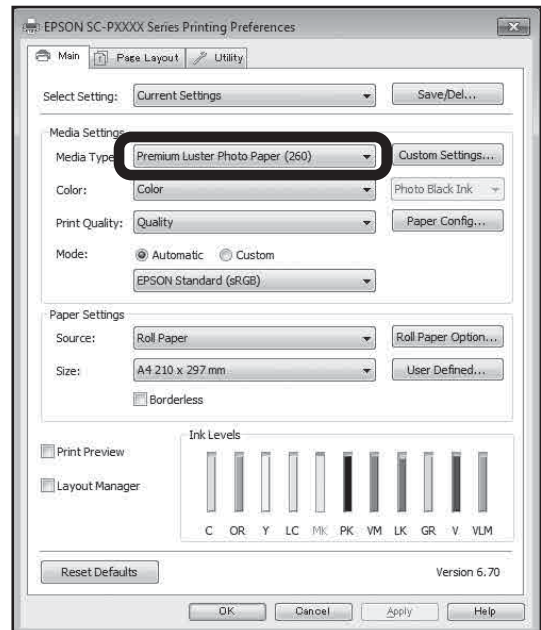 EPSON SC-PXXXX Series Printing Preferences
Main Page Layout Utility
Select Setting: Current Settings Save/Del...
Media Settings
Media Type Premium Luster Photo Paper (260) Custom Settings...
Color: Color Photo Black Ink
Print Quality: Quality Paper Config...
Mode: Automatic Custom
EPSON Standard (sRGB)
Paper Settings
Source: Roll Paper Roll Paper Option...
Size: A4 210 x 297 mm User Defined...
Borderless
Ink Levels
Print Preview
Layout Manager
C OR Y LC MK PK VM LK GR V VLM
Reset Defaults Version 6.70
OK Cancel Apply Help